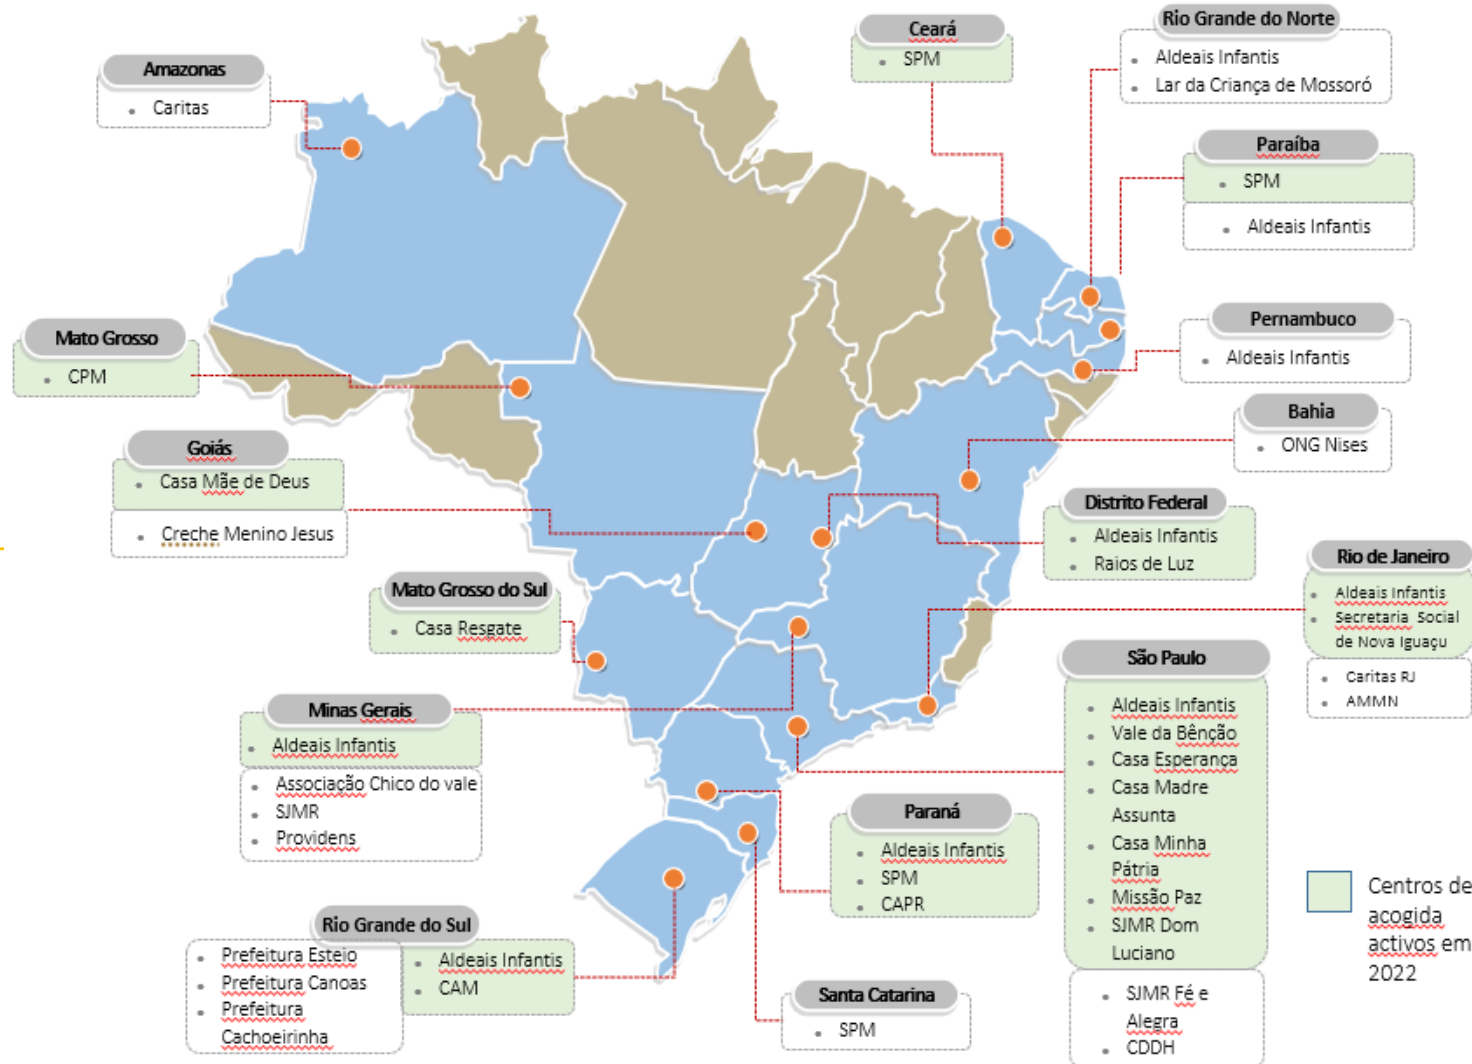 Amazonas
Caritas
Ceará
SPM
Rio Grande do Norte
Aldeais Infantis
Lar da Criança de Mossoró
Paraíba
SPM
Aldeais Infantis
Mato Grosso
CPM
Pernambuco
Aldeais Infantis
Bahia
ONG Nises
Goiás
Casa Mãe de Deus
Creche Menino Jesus
Distrito Federal
Aldeais Infantis
Raios de Luz
Rio de Janeiro
Aldeais Infantis
Secretaria Social
de Nova Iguaçu
Caritas RJ
AMMN
Mato Grosso do Sul
Casa Resgate
São Paulo
Aldeais Infantis
Vale da Bênção
Casa Esperança
Casa Madre
Assunta
Casa Minha
Pátria
Missão Paz
SJMR Dom
Luciano
SJMR Fé e
Alegra
CDDH
Minas Gerais
Aldeais Infantis
Associação Chico do vale
SJMR
Providens
Paraná
Aldeais Infantis
SPM
CAPR
Rio Grande do Sul
Prefeitura Esteio
Prefeitura Canoas
Prefeitura
Cachoeirinha
Aldeais Infantis
CAM
Santa Catarina
SPM
Centros de
acogida
activos em
2022